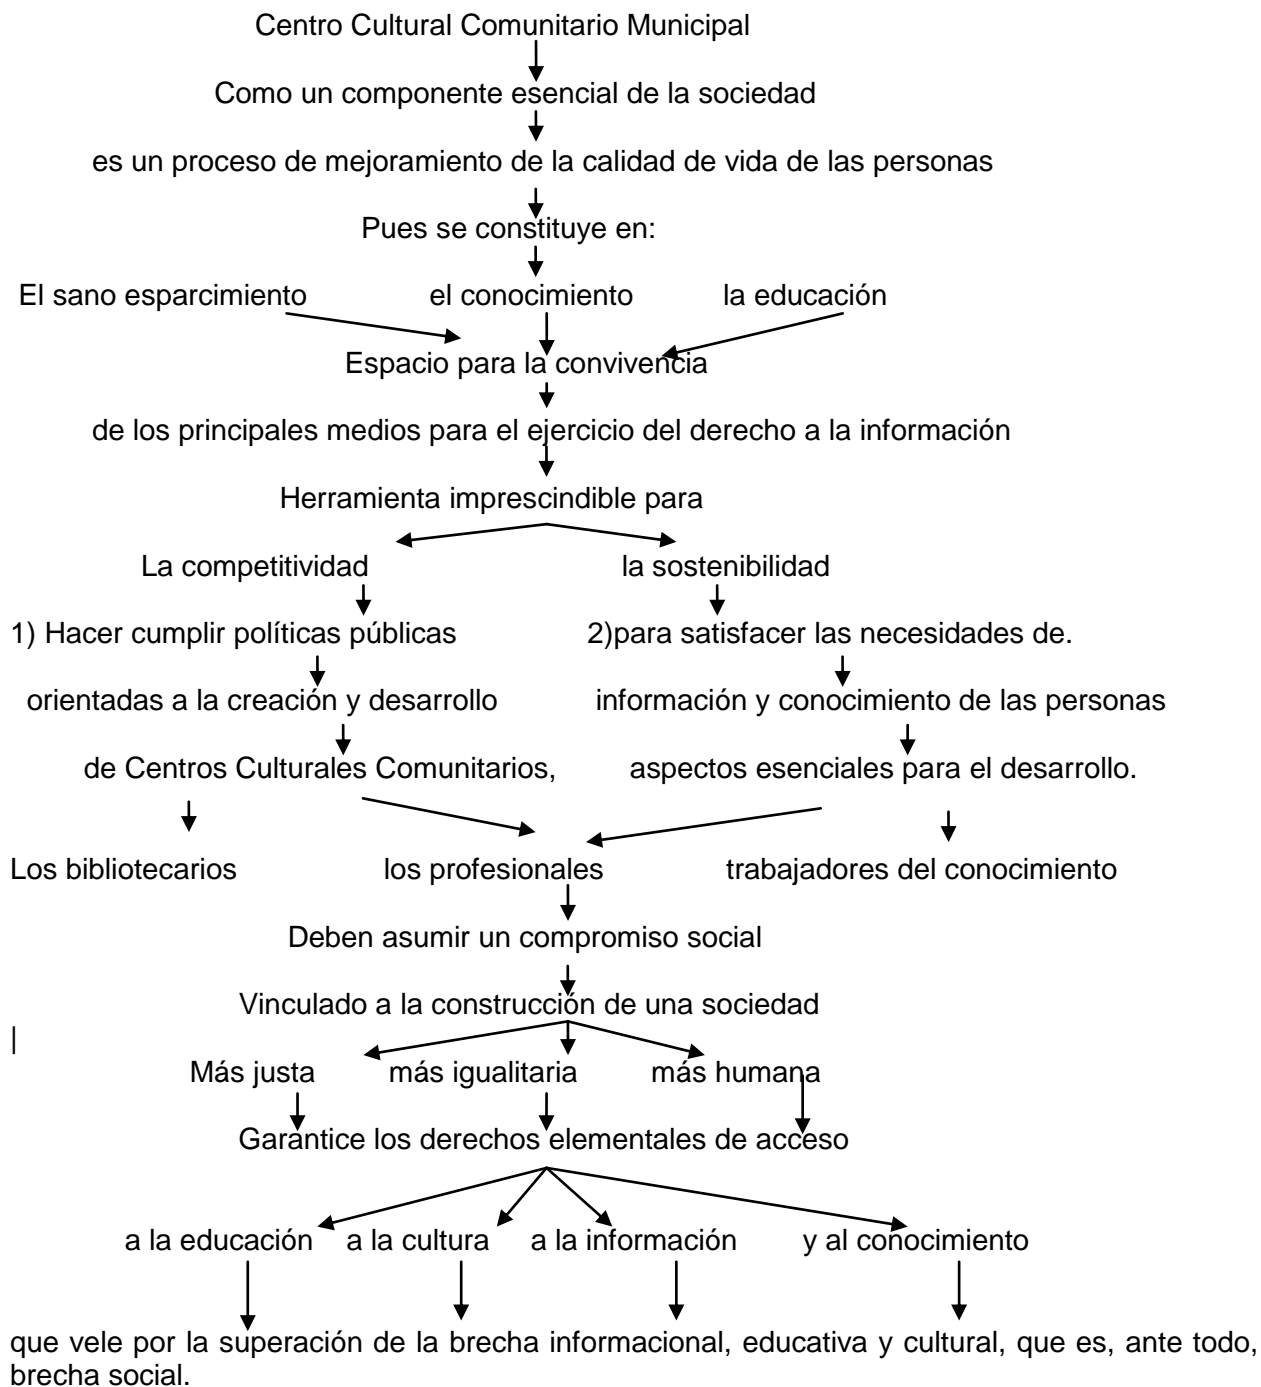 Centro Cultural Comunitario Municipal
Como un componente esencial de la sociedad
es un proceso de mejoramiento de la calidad de vida de las personas
Pues se constituye en:
El sano esparcimiento el conocimiento la educación
Espacio para la convivencia
de los principales medios para el ejercicio del derecho a la información
Herramienta imprescindible para
La competitividad la sostenibilidad
1) Hacer cumplir políticas públicas 2)para satisfacer las necesidades de.
orientadas a la creación y desarrollo información y conocimiento de las personas
de Centros Culturales Comunitarios, aspectos esenciales para el desarrollo.
Los bibliotecarios los profesionales trabajadores del conocimiento
Deben asumir un compromiso social
Vinculado a la construcción de una sociedad
|
Más justa más igualitaria más humana
Garantice los derechos elementales de acceso
a la educación a la cultura a la información y al conocimiento
que vele por la superación de la brecha informacional, educativa y cultural, que es, ante todo,
brecha social.